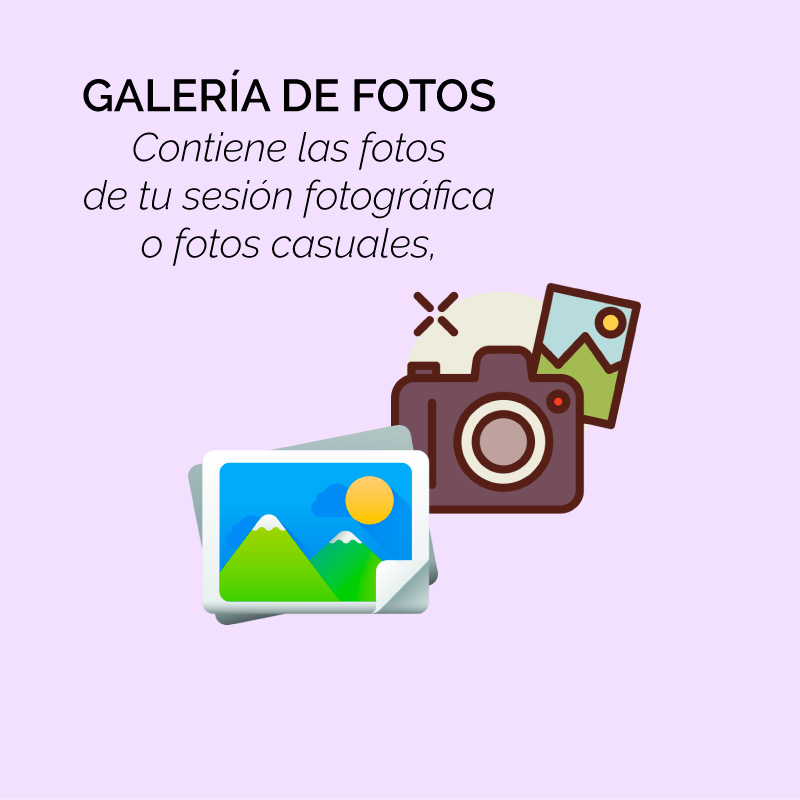 GALERÍA DE FOTOS
Contiene las fotos
de tu sesión fotográfica
o fotos casuales,